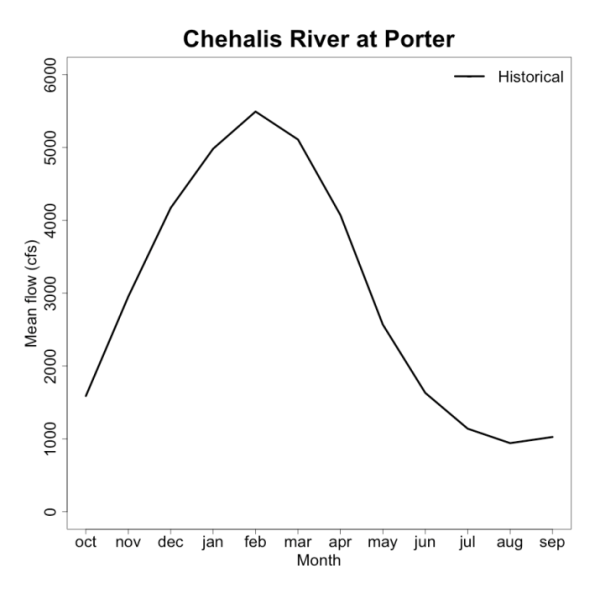 Chehalis River at Porter
Historical
Mean flow (cfs)
6000
5000
4000
3000
2000
1000
0
oct nov dec jan feb mar apr may jun jul aug sep
Month